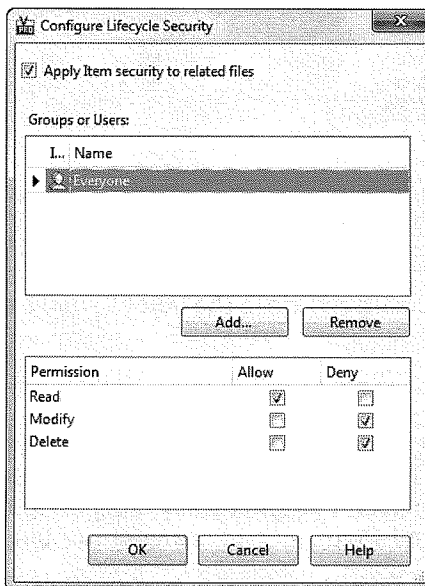 V PRO Configure Lifecycle Security
Apply Item security to related files
Groups or Users:
I... Name
Everyone
Add... Remove
Permission Allow Deny
Read
Modify
Delete
OK Cancel Help